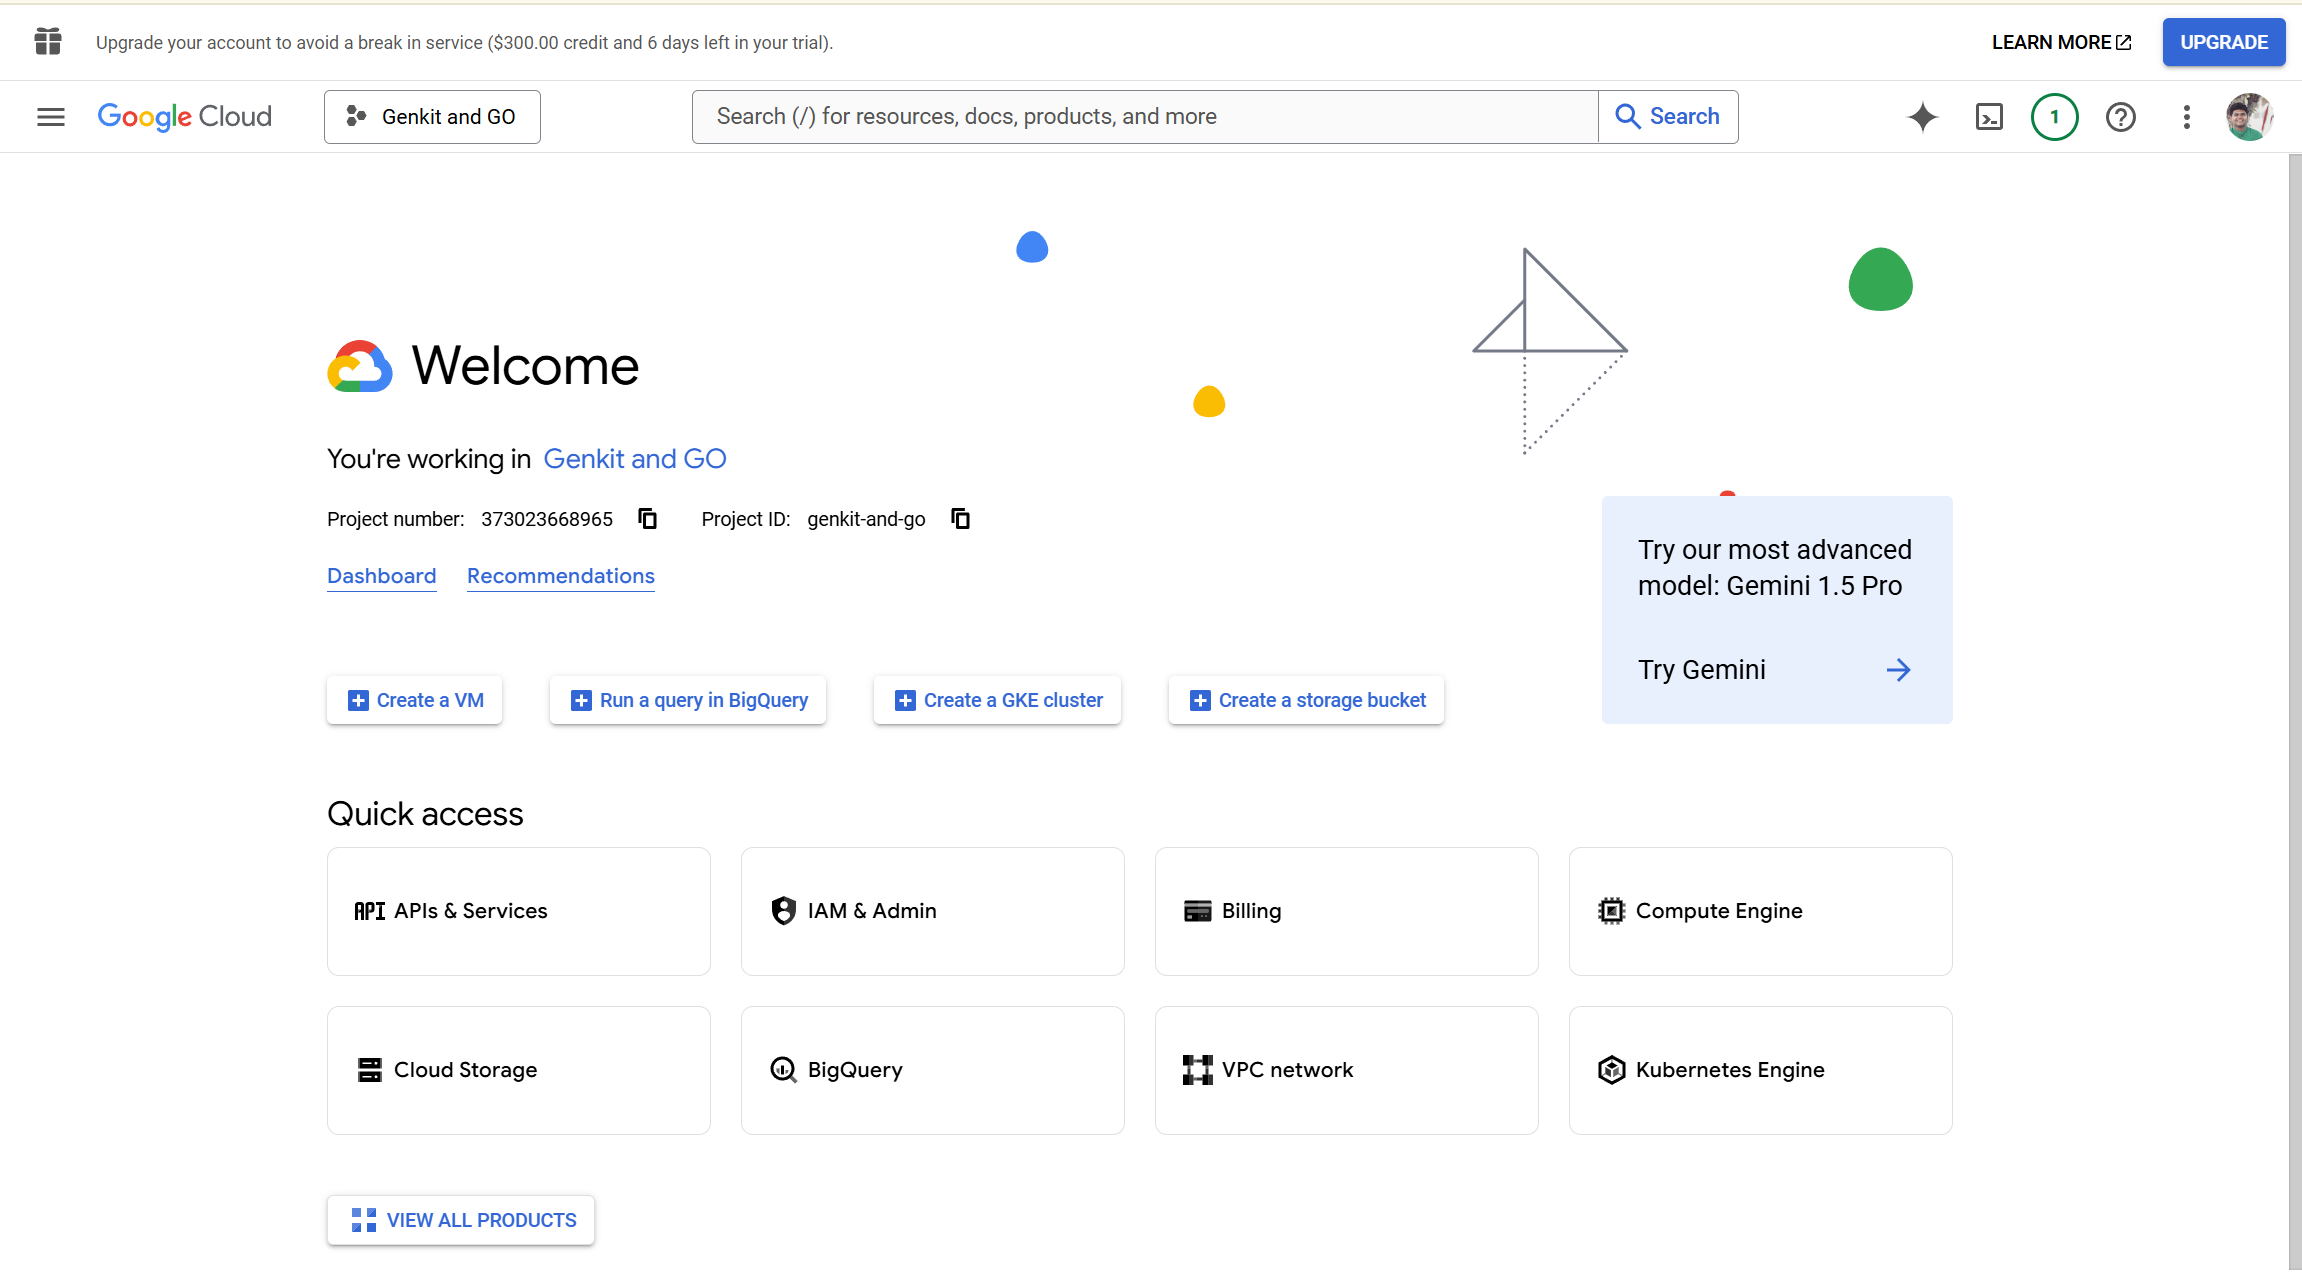 Upgrade your account to avoid a break in service ($300.00 credit and 6 days left in your trial).
LEARN MORE
UPGRADE
Google Cloud
Genkit and GO
Search (/) for resources, docs, products, and more
Search
1
Welcome
You're working in Genkit and GO
Project number: 373023668965 Project ID: genkit-and-go
Dashboard Recommendations
Try our most advanced
model: Gemini 1.5 Pro
Try Gemini
Create a VM
Run a query in BigQuery
Create a GKE cluster
Create a storage bucket
Quick access
API APIs & Services
IAM & Admin
Billing
Compute Engine
Cloud Storage
BigQuery
VPC network
Kubernetes Engine
VIEW ALL PRODUCTS